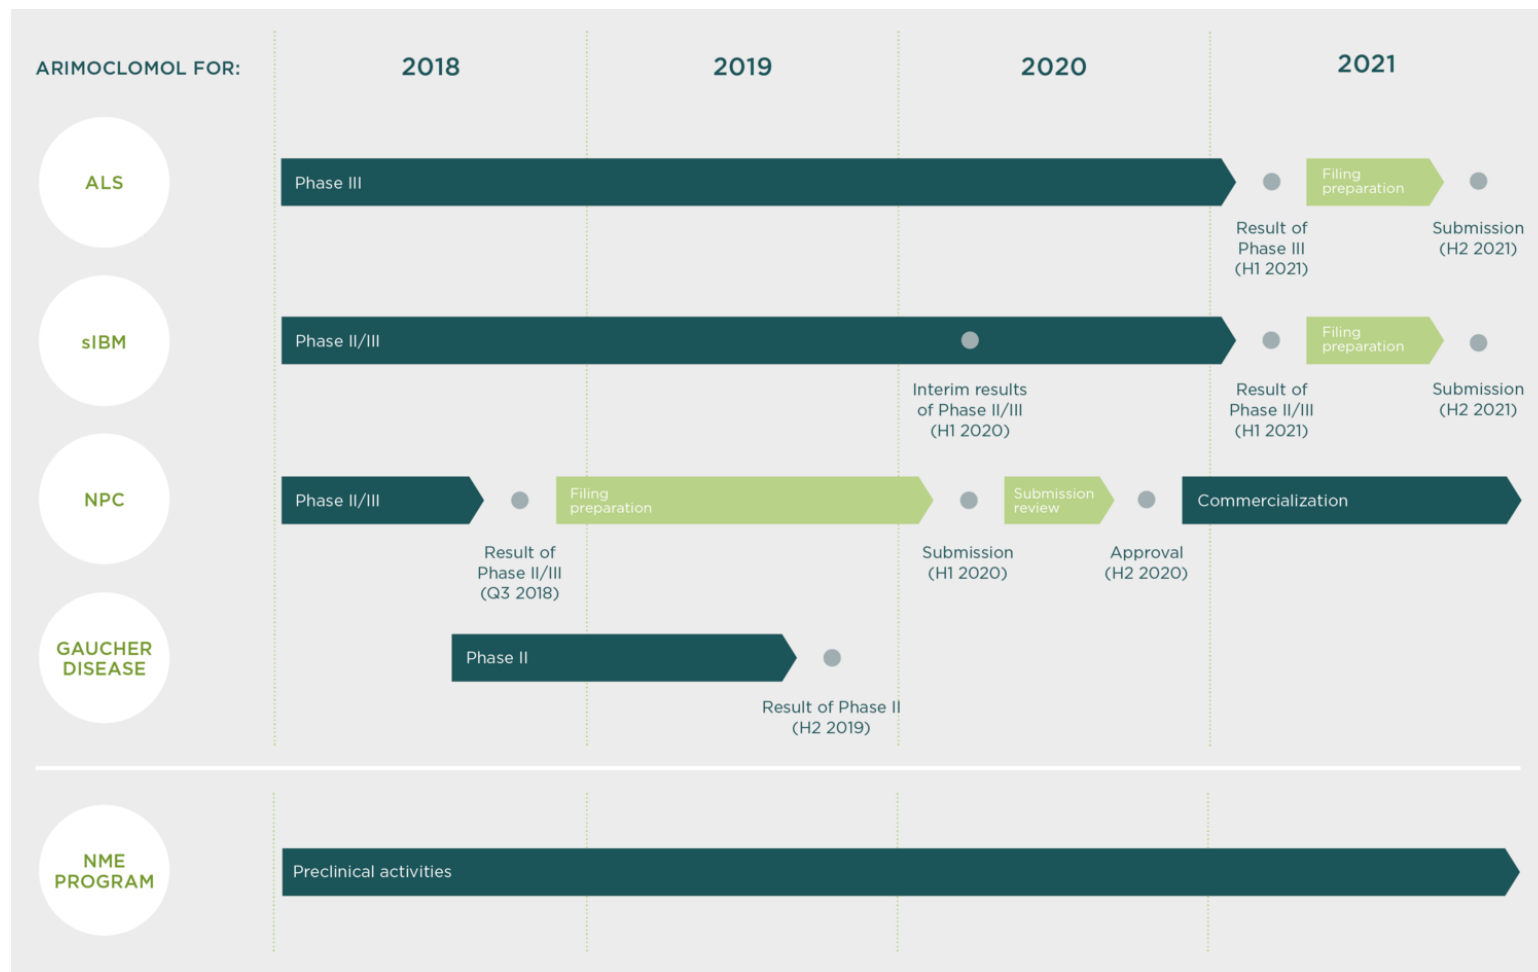 ARIMOCLOMOL FOR:
2018
2019
2020
2021
ALS
Phase III
Result of
Phase III
(H1 2021)
Filing
preparation
Submission
(H2 2021)
sIBM
Phase II/III
Interim results
of Phase II/III
(H1 2020)
Result of
Phase II/III
(H1 2021)
Filing
preparation
Submission
(H2 2021)
NPC
Phase II/III
Result of
Phase II/III
(Q3 2018)
Filing
preparation
Submission
(H1 2020)
Submission
review
Approval
(H2 2020)
Commercialization
GAUCHER
DISEASE
Phase II
Result of Phase II
(H2 2019)
NME
PROGRAM
Preclinical activities